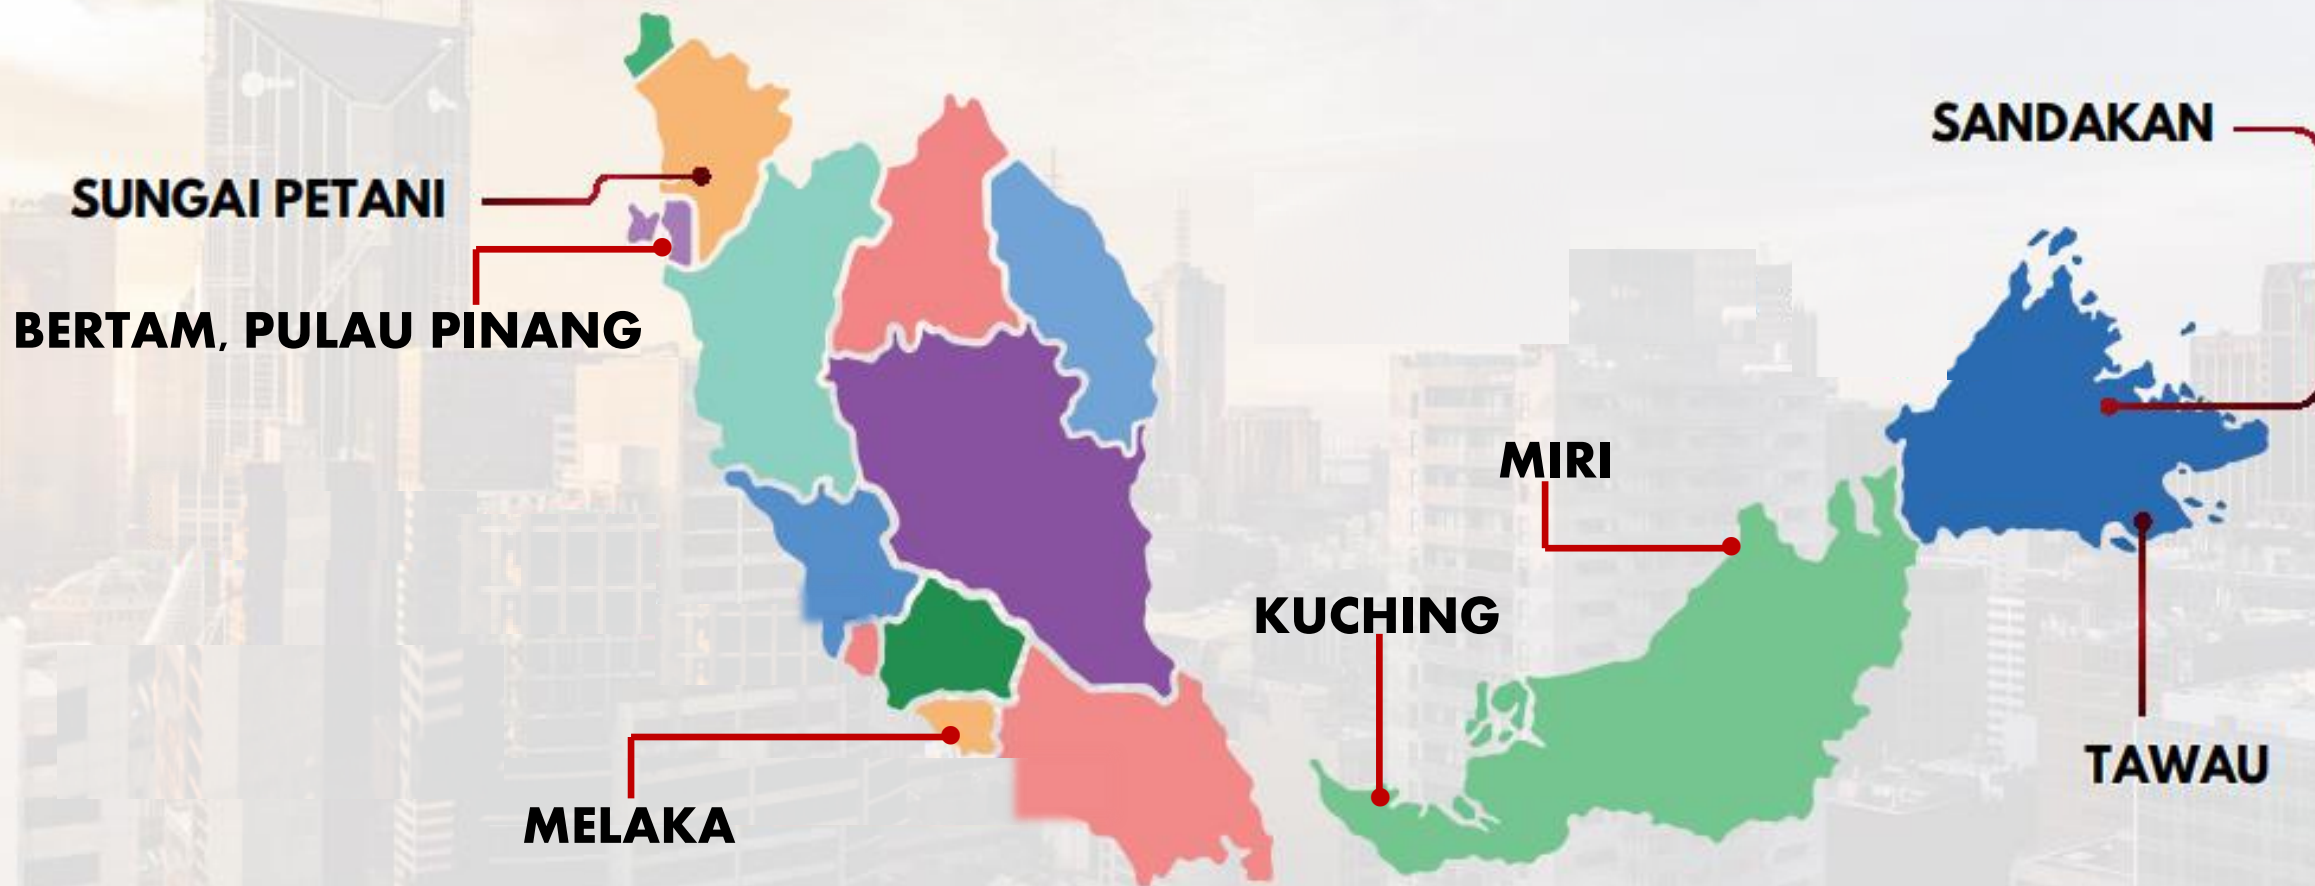 SANDAKAN
SUNGAI PETANI
BERTAM, PULAU PINANG
MIRI
KUCHING
TAWAU
MELAKA